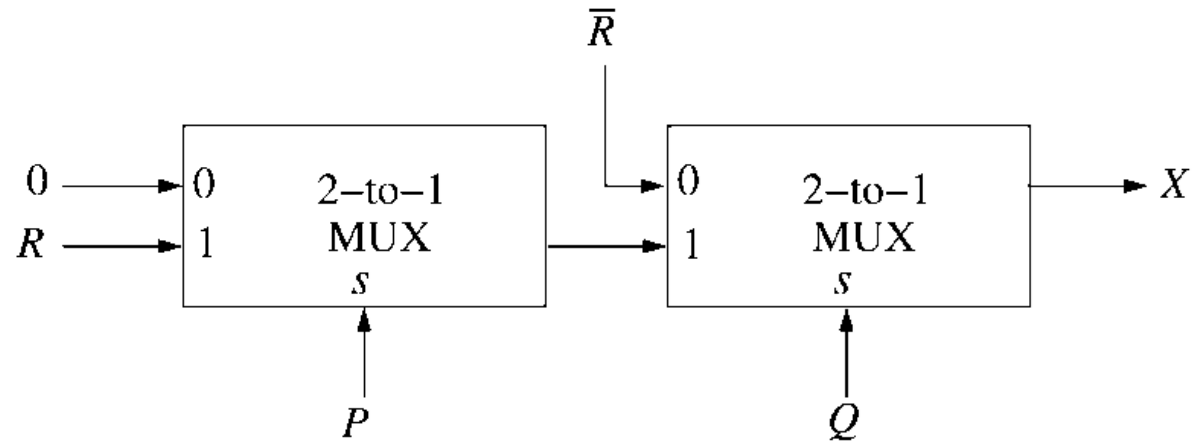 R̅
0 0 2−to−1 0 2−to−1 X
R 1 MUX 1 MUX
s s
P Q